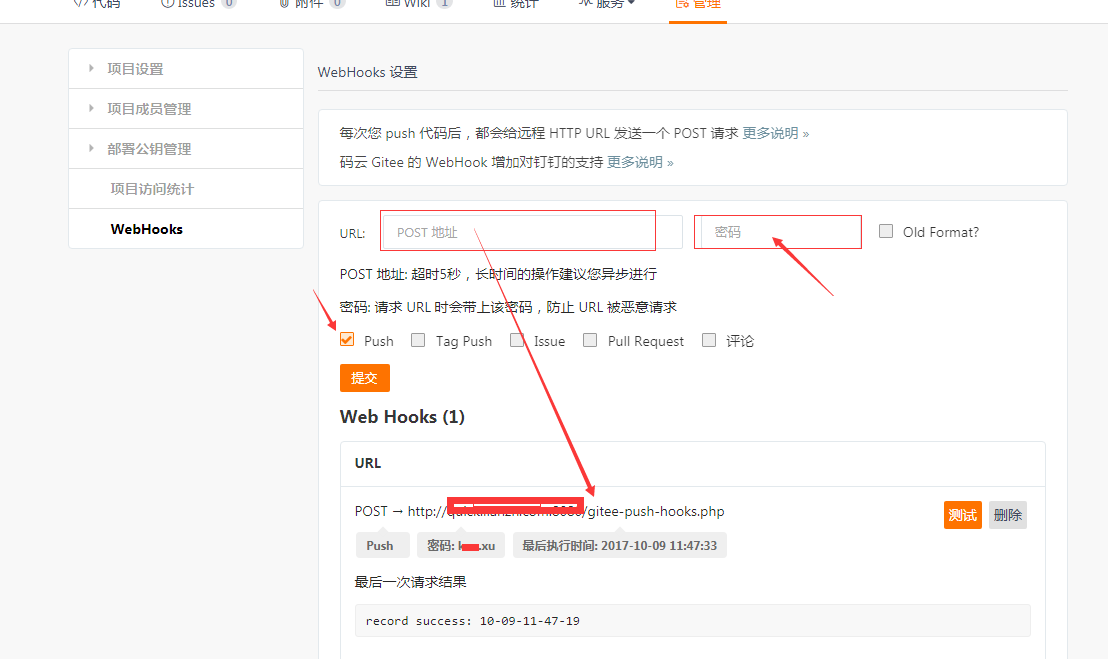 代码 Issues 0 附件 0 Wiki 1 统计 服务 管理
项目设置
项目成员管理
部署公钥管理
项目访问统计
WebHooks
WebHooks 设置
每次您 push 代码后，都会给远程 HTTP URL 发送一个 POST 请求 更多说明 »
码云 Gitee 的 WebHook 增加对钉钉的支持 更多说明 »
URL: POST 地址 密码 Old Format?
POST 地址: 超时5秒，长时间的操作建议您异步进行
密码: 请求 URL 时会带上该密码，防止 URL 被恶意请求
Push Tag Push Issue Pull Request 评论
提交
Web Hooks (1)
URL
POST → http:// /gitee-push-hooks.php 测试 删除
Push 密码: .xu 最后执行时间: 2017-10-09 11:47:33
最后一次请求结果
record success: 10-09-11-47-19